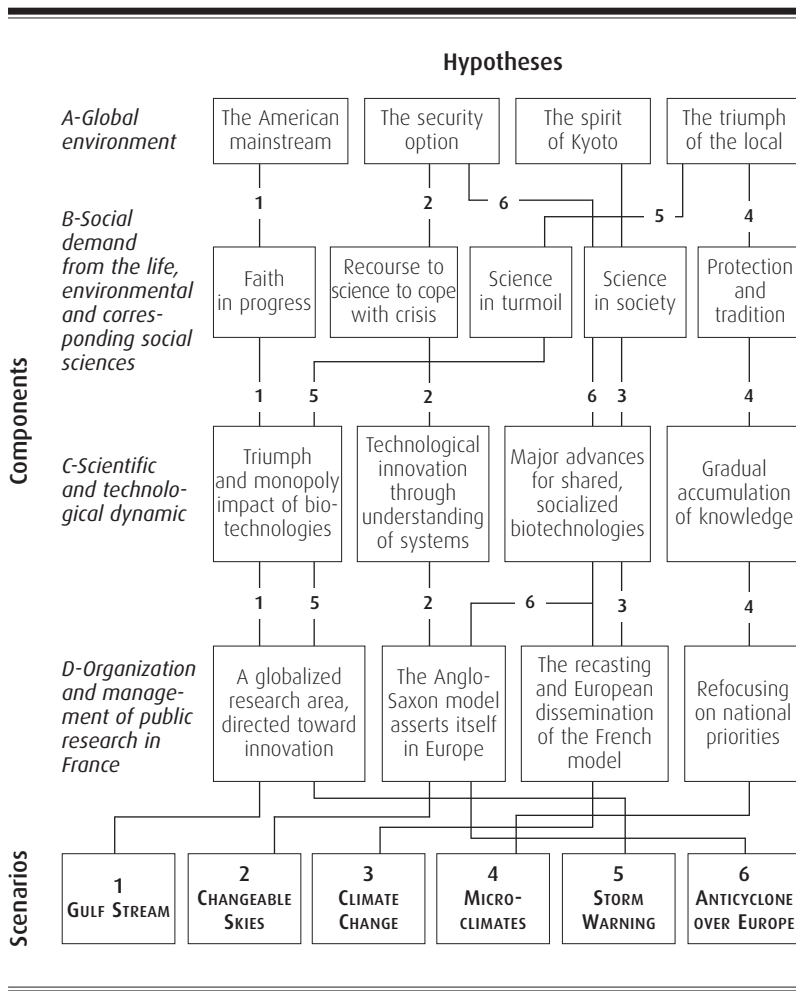 Hypotheses
A-Global
environment
The American
mainstream
The security
option
The spirit
of Kyoto
The triumph
of the local
1
2
6
5
4
B-Social
demand
from the life,
environmental
and corres-
ponding social
sciences
Faith
in progress
Recourse to
science to cope
with crisis
Science
in turmoil
Science
in society
Protection
and
tradition
1
5
2
6
3
4
Components
C-Scientific
and technolo-
gical dynamic
Triumph
and monopoly
impact of bio-
technologies
Technological
innovation
through
understanding
of systems
Major advances
for shared,
socialized
biotechnologies
Gradual
accumulation
of knowledge
1
5
2
6
3
4
D-Organization
and manage-
ment of public
research in
France
A globalized
research area,
directed toward
innovation
The Anglo-
Saxon model
asserts itself
in Europe
The recasting
and European
dissemination
of the French
model
Refocusing
on national
priorities
Scenarios
1
GULF STREAM
2
CHANGEABLE
SKIES
3
CLIMATE
CHANGE
4
MICRO-
CLIMATES
5
STORM
WARNING
6
ANTICYCLONE
OVER EUROPE